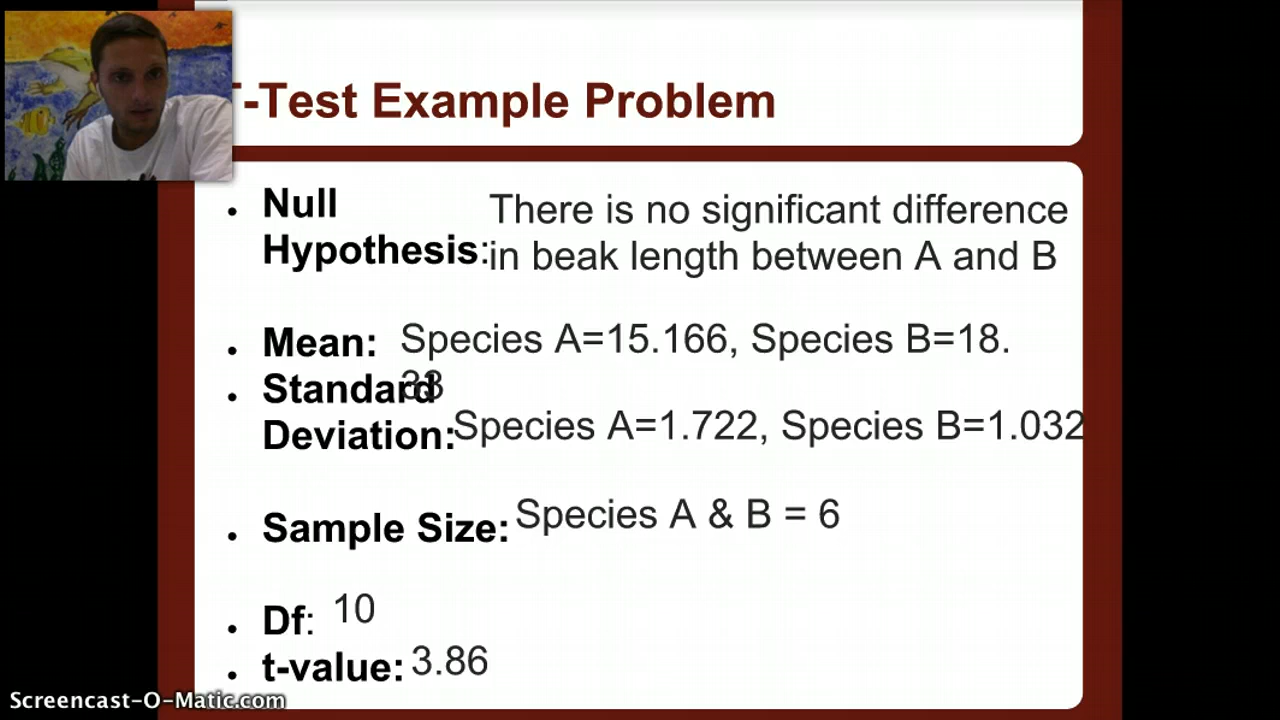 T-Test Example Problem
• Null
Hypothesis:
There is no significant difference
in beak length between A and B
• Mean: Species A=15.166, Species B=18.
33
• Standard
Deviation: Species A=1.722, Species B=1.032
• Sample Size: Species A & B = 6
• Df: 10
• t-value: 3.86
Screencast-O-Matic.com